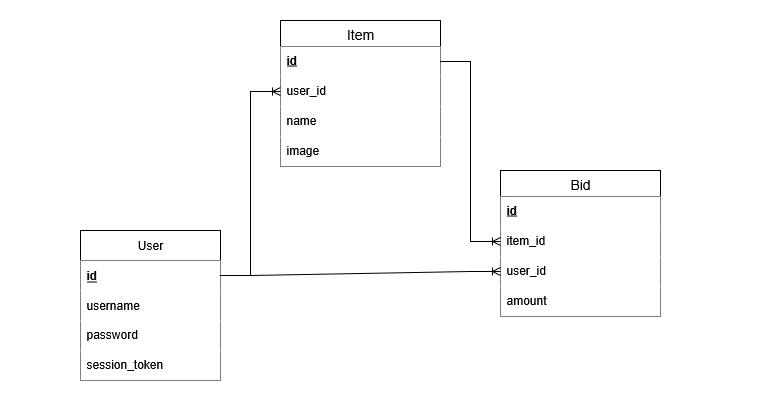 Item
id
user_id
name
image
Bid
id
item_id
user_id
amount
User
id
username
password
session_token